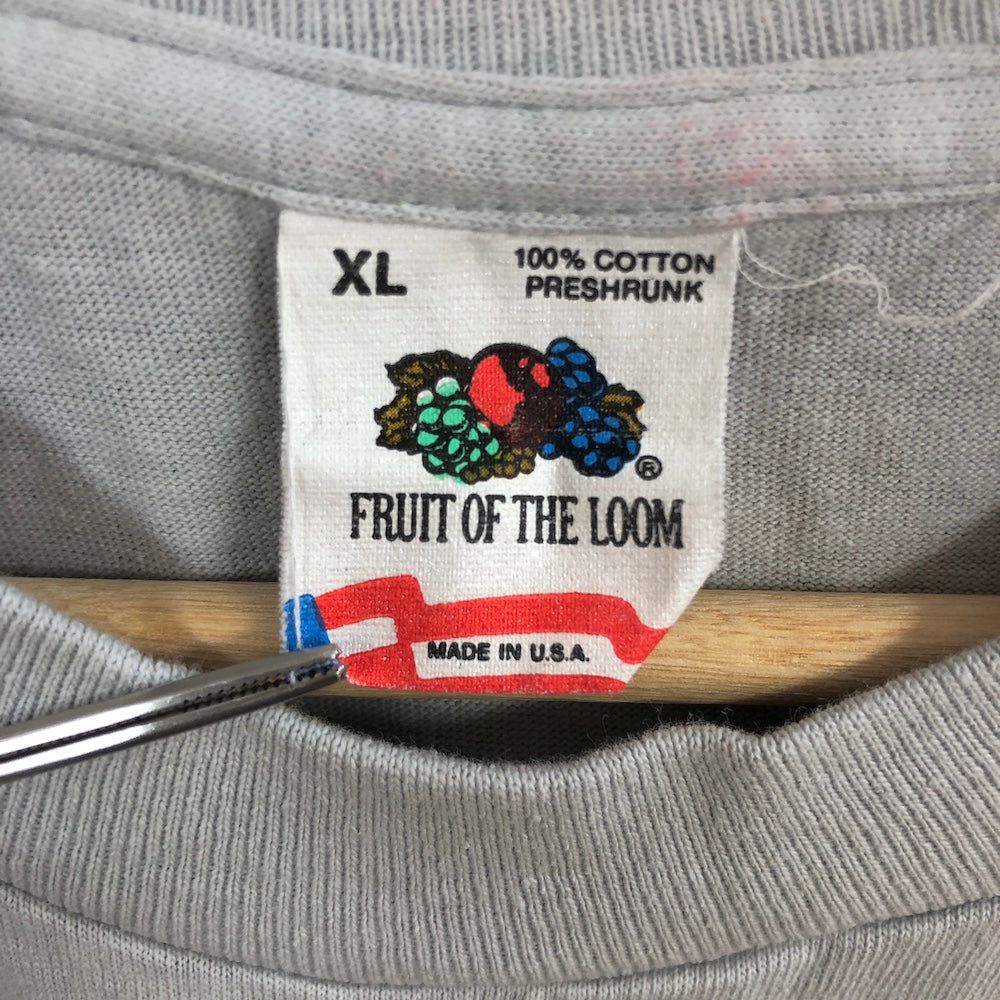 XL
100% COTTON
PRESHRUNK
®
FRUIT OF THE LOOM
MADE IN U.S.A.